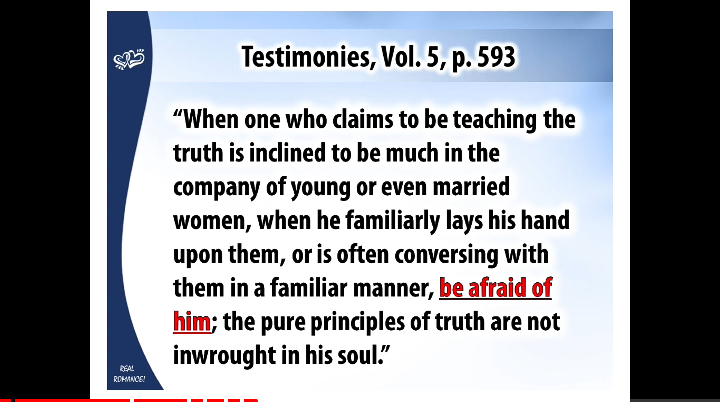 Testimonies, Vol. 5, p. 593
“When one who claims to be teaching the
truth is inclined to be much in the
company of young or even married
women, when he familiarly lays his hand
upon them, or is often conversing with
them in a familiar manner, be afraid of
him; the pure principles of truth are not
inwrought in his soul.”
REAL
ROMANCE!